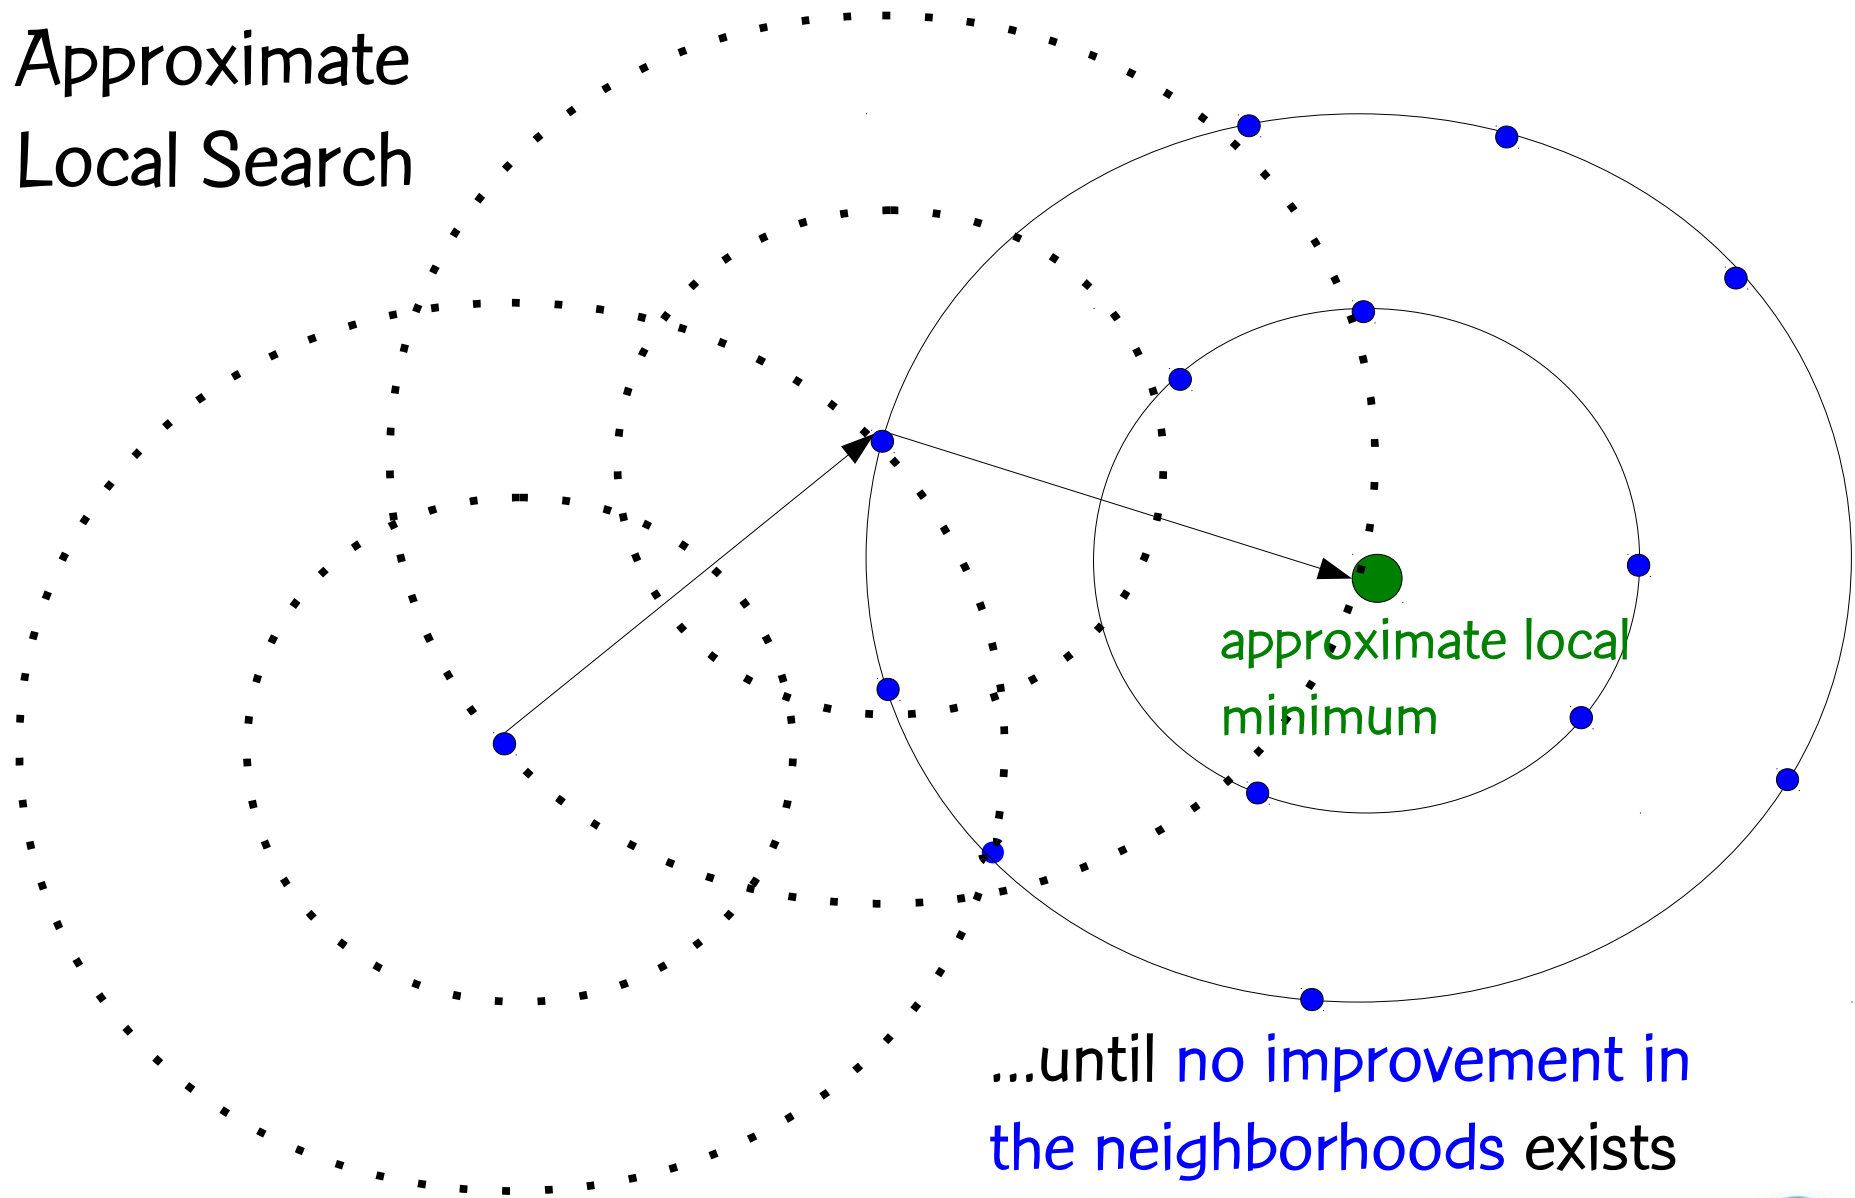 Approximate
Local Search
approximate local
minimum
...until no improvement in
the neighborhoods exists